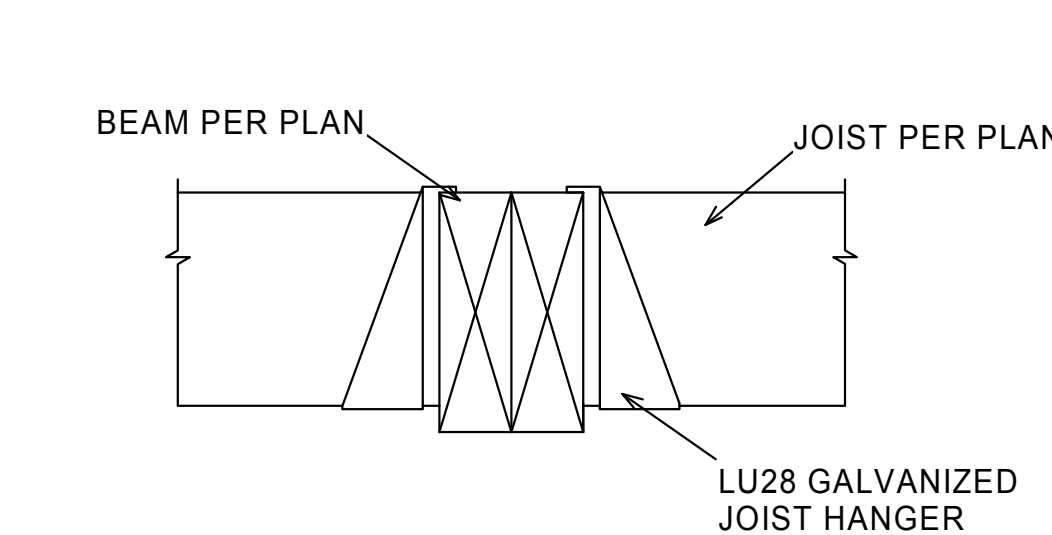 BEAM PER PLAN
JOIST PER PLAN
LU28 GALVANIZED
JOIST HANGER